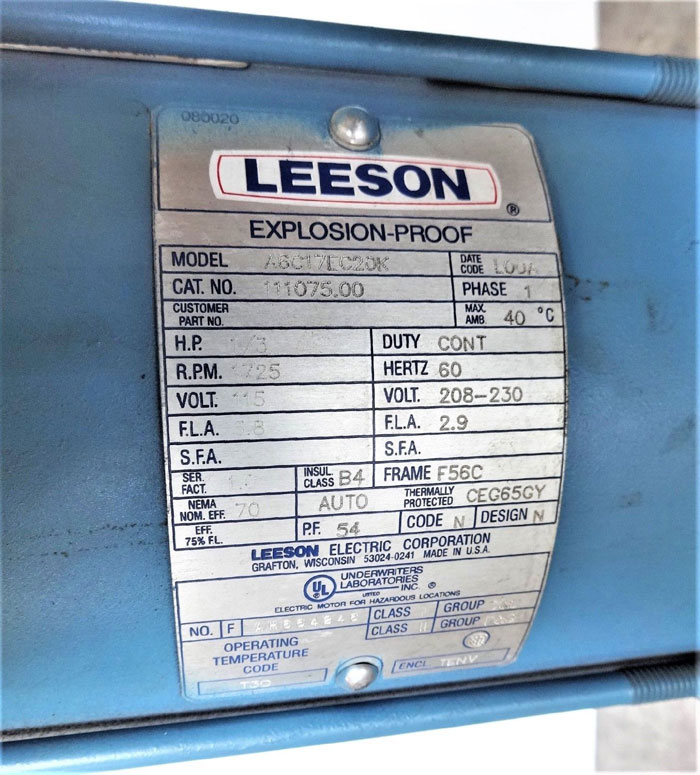 080020
LEESON ®
EXPLOSION-PROOF
MODEL A6C17EC20K DATE CODE
CAT. NO. 111075.00 PHASE 1
CUSTOMER PART NO. MAX. AMB. 40 °C
H.P. 1/3 DUTY CONT
R.P.M. 1725 HERTZ 60
VOLT. 115 VOLT. 208-230
F.L.A. F.L.A. 2.9
S.F.A. S.F.A.
SER. FACT. INSUL. CLASS B4 FRAME F56C
NEMA NOM. EFF. 70 AUTO THERMALLY PROTECTED CEG65GY
EFF. 75% F.L. P.F. 54 CODE N DESIGN N
LEESON ELECTRIC CORPORATION
GRAFTON, WISCONSIN 53024-0241 MADE IN U.S.A.
UL UNDERWRITERS
LABORATORIES
INC. ®
LISTED
ELECTRIC MOTOR FOR HAZARDOUS LOCATIONS
NO. F CLASS GROUP
CLASS GROUP
OPERATING
TEMPERATURE
CODE
T3C ENCL TENV